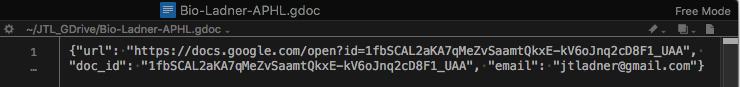 Bio-Ladner-APHL.gdoc
Free Mode
~/JTL_GDrive/Bio-Ladner-APHL.gdoc
1 {"url": "https://docs.google.com/open?id=1fbSCAL2aKA7qMeZvSaamtQkxE-kV6oJnq2cD8F1_UAA",
… "doc_id": "1fbSCAL2aKA7qMeZvSaamtQkxE-kV6oJnq2cD8F1_UAA", "email": "jtladner@gmail.com"}